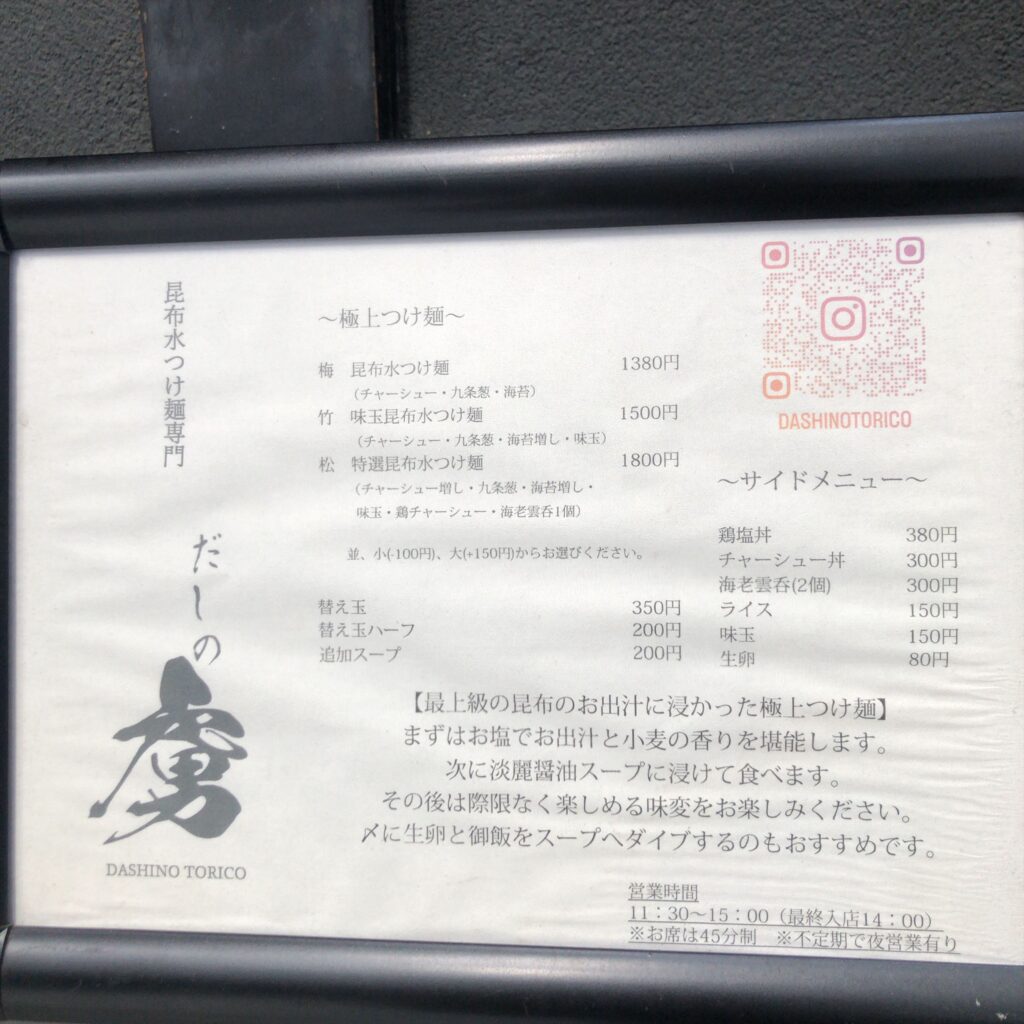 昆布水つけ麺専門
だしの
虜
DASHINO TORICO
〜極上つけ麺〜
梅 昆布水つけ麺 1380円
(チャーシュー・九条葱・海苔)
竹 味玉昆布水つけ麺 1500円
(チャーシュー・九条葱・海苔増し・味玉)
松 特選昆布水つけ麺 1800円
(チャーシュー増し・九条葱・海苔増し・
味玉・鶏チャーシュー・海老雲呑1個)
並、小(-100円)、大(+150円)からお選びください。
替え玉 350円
替え玉ハーフ 200円
追加スープ 200円
DASHINOTORICO
〜サイドメニュー〜
鶏塩丼 380円
チャーシュー丼 300円
海老雲呑(2個) 300円
ライス 150円
味玉 150円
生卵 80円
【最上級の昆布のお出汁に浸かった極上つけ麺】
まずはお塩でお出汁と小麦の香りを堪能します。
次に淡麗醤油スープに浸けて食べます。
その後は際限なく楽しめる味変をお楽しみください。
〆に生卵と御飯をスープへダイブするのもおすすめです。
営業時間
11：30〜15：00（最終入店14：00）
※お席は45分制 ※不定期で夜営業有り